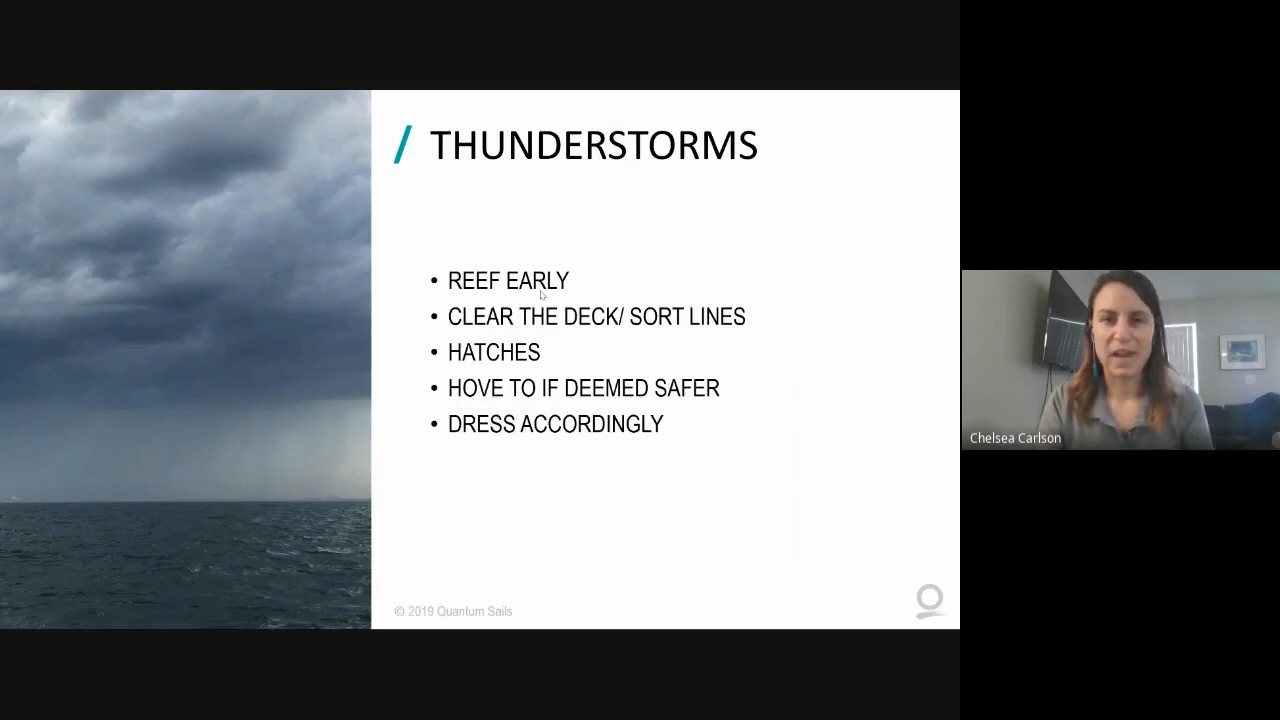 / THUNDERSTORMS
• REEF EARLY
• CLEAR THE DECK/ SORT LINES
• HATCHES
• HOVE TO IF DEEMED SAFER
• DRESS ACCORDINGLY
© 2019 Quantum Sails
Chelsea Carlson